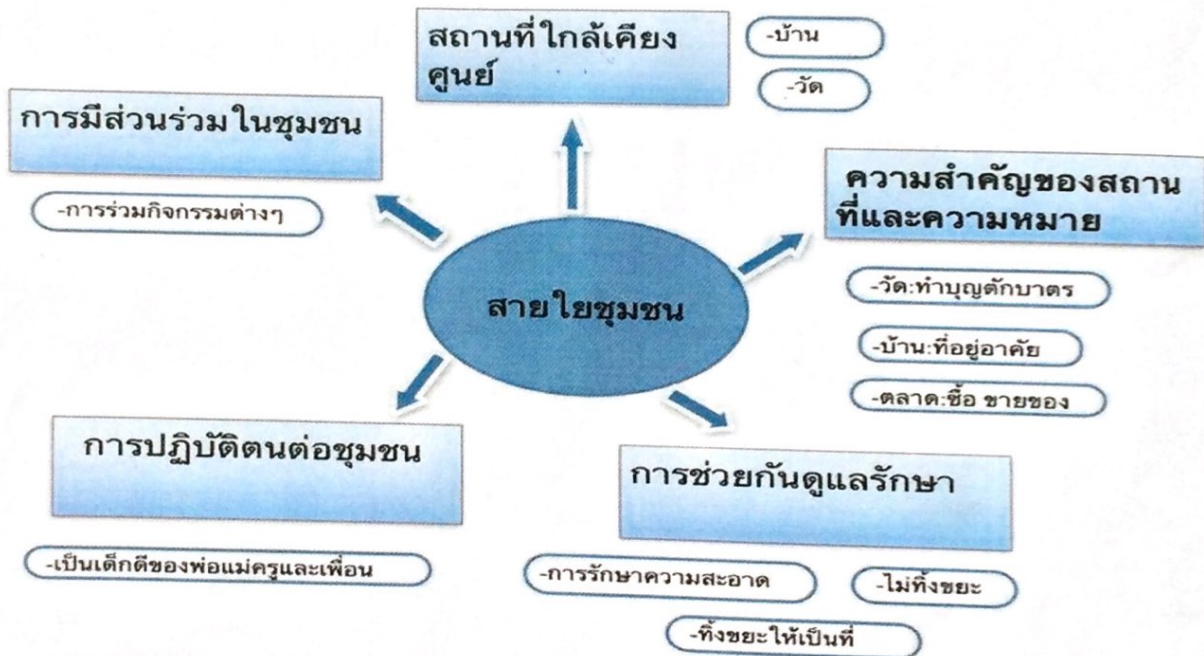 สถานที่ใกล้เคียง
ศูนย์
-บ้าน
-วัด
การมีส่วนร่วมในชุมชน
-การร่วมกิจกรรมต่างๆ
ความสำคัญของสถาน
ที่และความหมาย
-วัด:ทำบุญตักบาตร
-บ้าน:ที่อยู่อาศัย
-ตลาด:ซื้อ ขายของ
สายใยชุมชน
การปฏิบัติตนต่อชุมชน
-เป็นเด็กดีของพ่อแม่ครูและเพื่อน
การช่วยกันดูแลรักษา
-การรักษาความสะอาด
-ไม่ทิ้งขยะ
-ทิ้งขยะให้เป็นที่